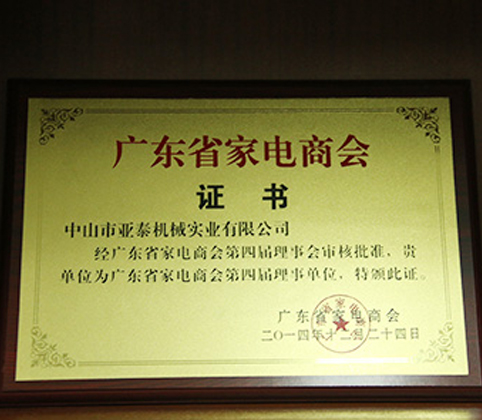 广东省家电商会
证书
中山市亚泰机械实业有限公司
经广东省家电商会第四届理事会审核批准，贵
单位为广东省家电商会第四届理事单位，特颁此证。
广东省家电商会
二〇一四年十二月二十四日